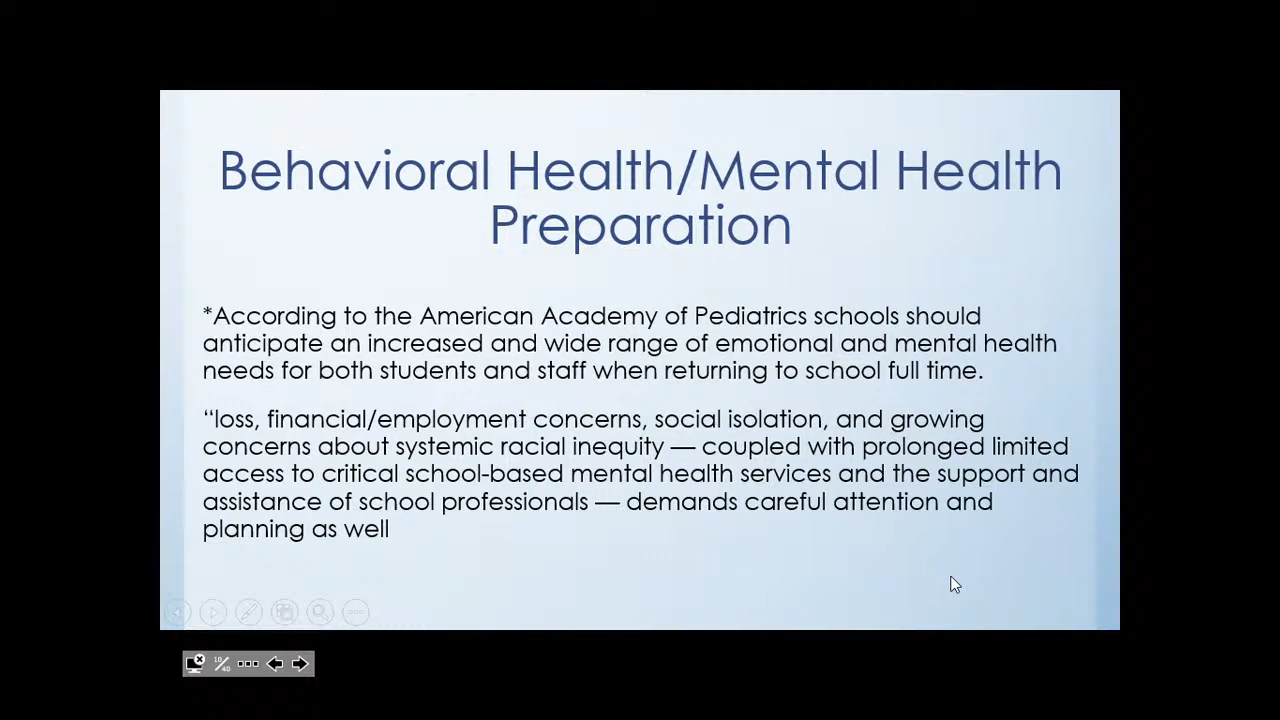 Behavioral Health/Mental Health
Preparation
*According to the American Academy of Pediatrics schools should
anticipate an increased and wide range of emotional and mental health
needs for both students and staff when returning to school full time.
“loss, financial/employment concerns, social isolation, and growing
concerns about systemic racial inequity — coupled with prolonged limited
access to critical school-based mental health services and the support and
assistance of school professionals — demands careful attention and
planning as well
10/40